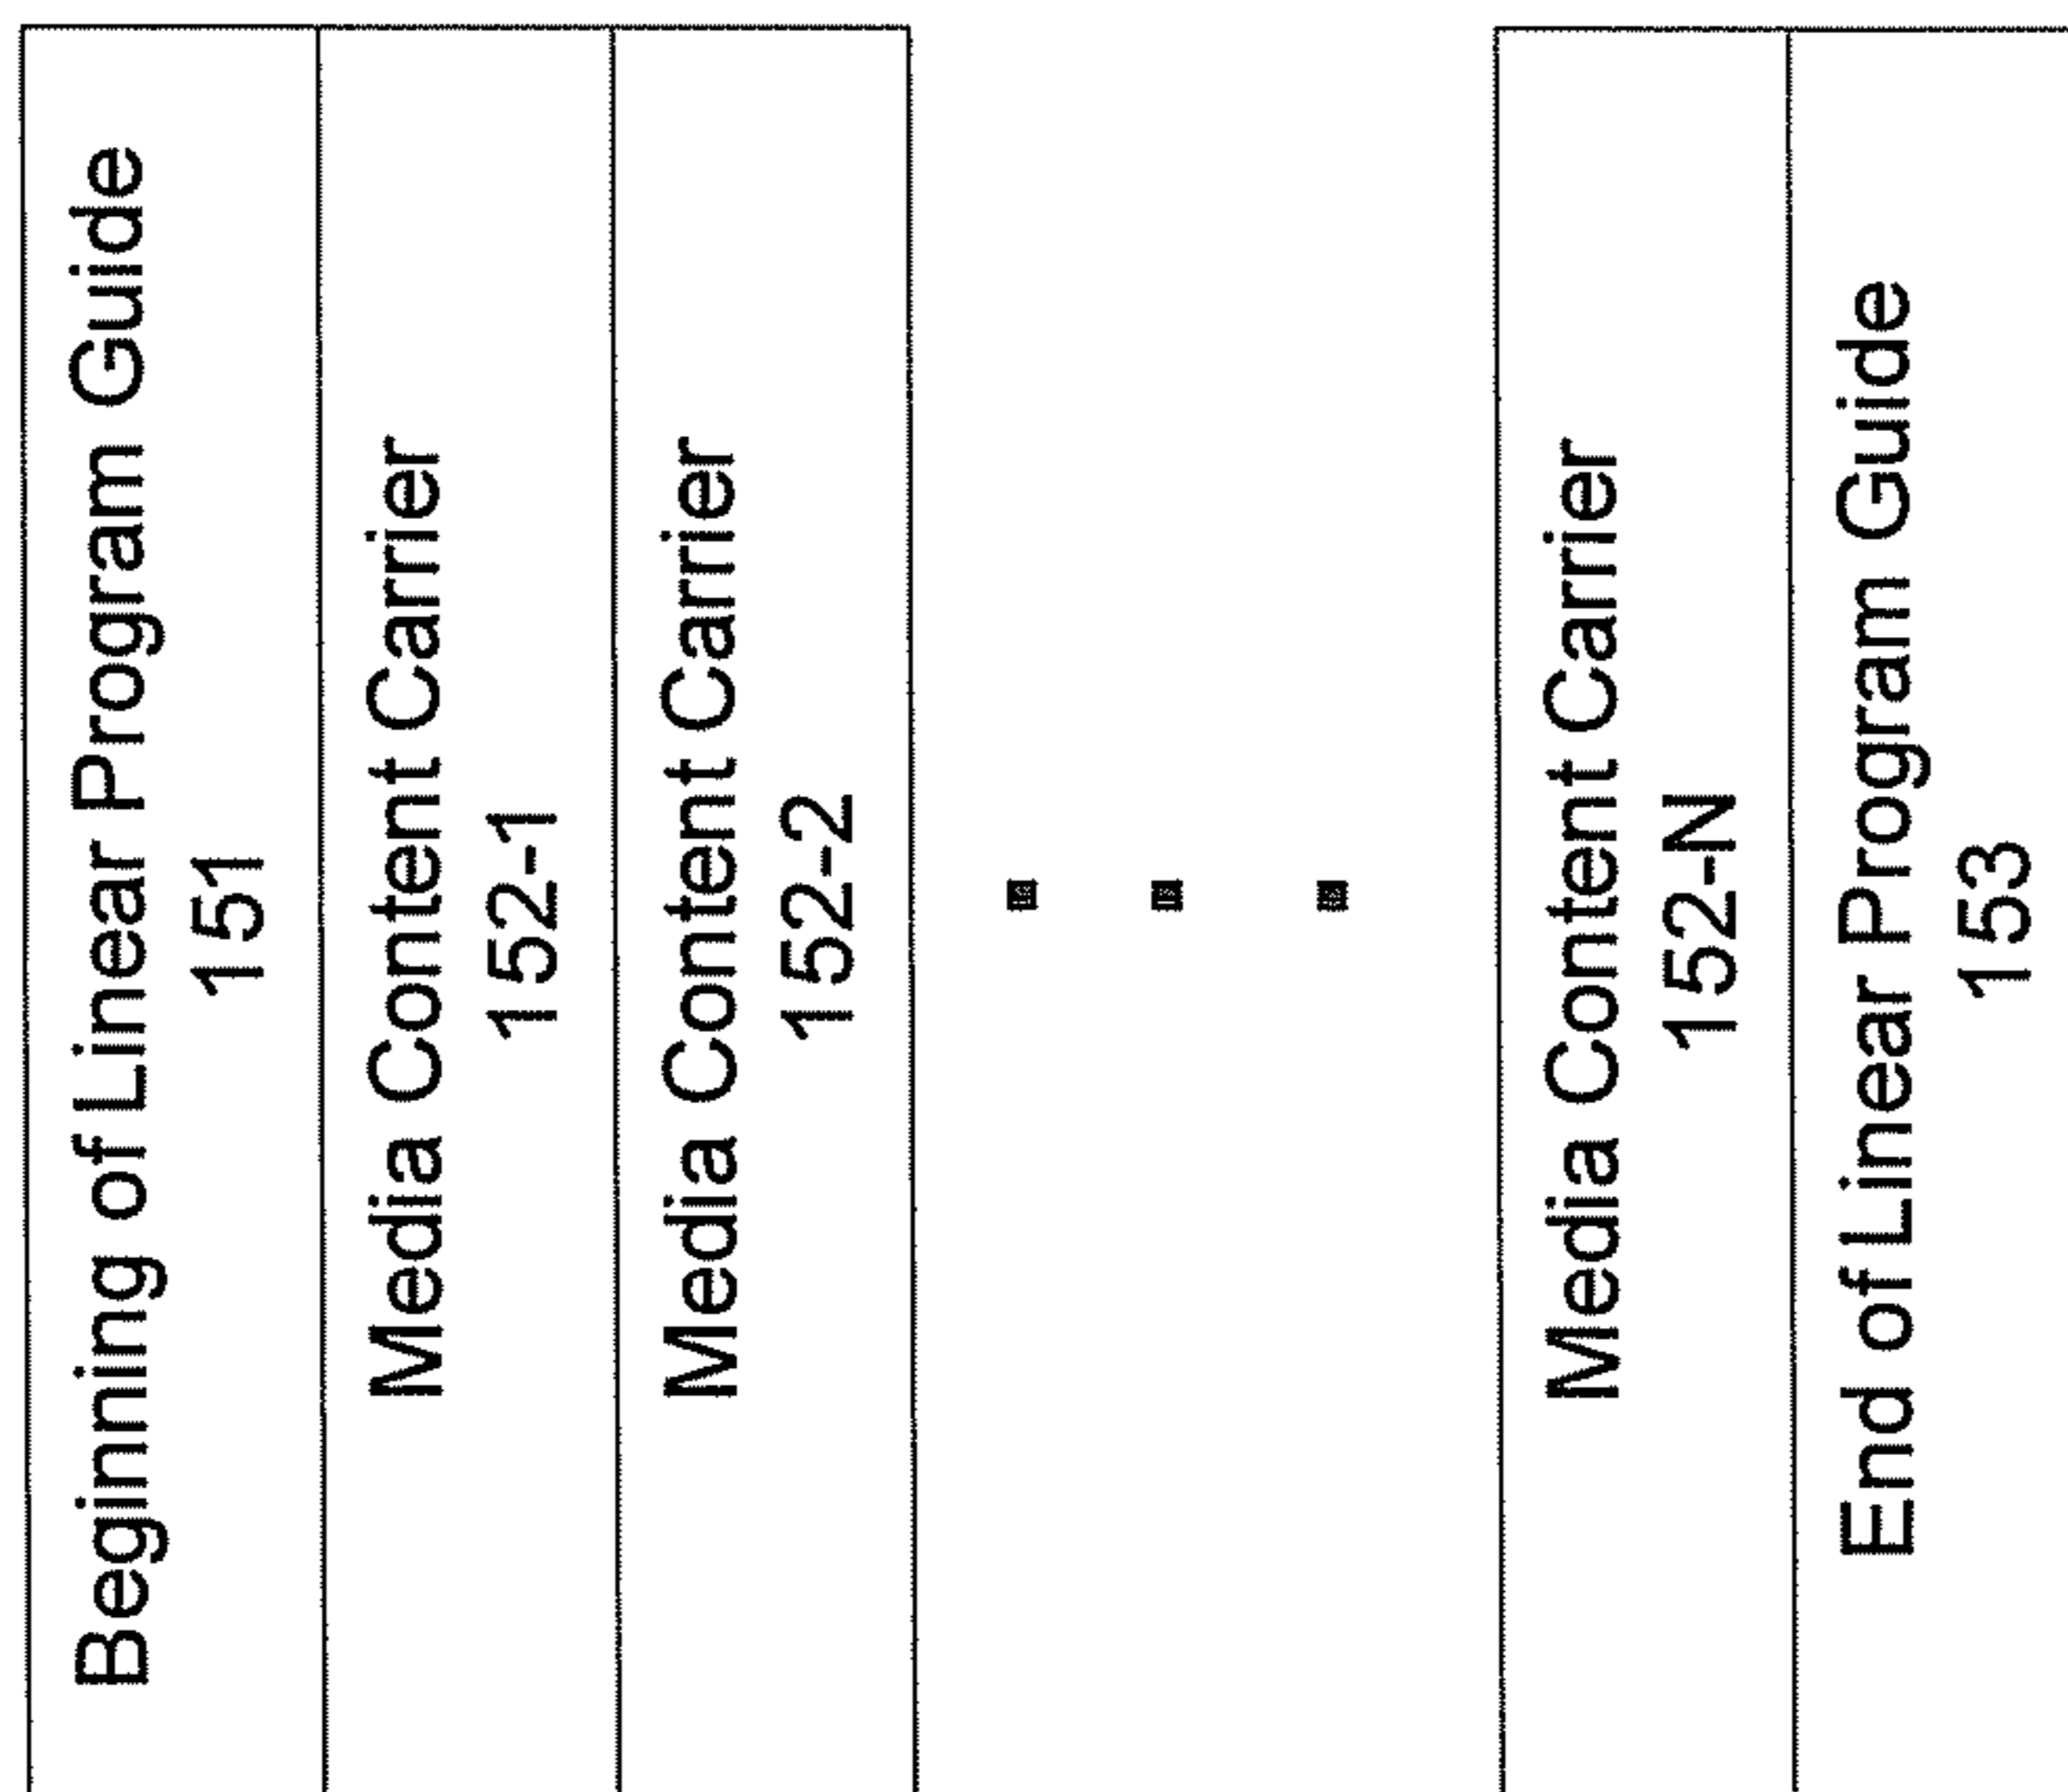 Beginning of Linear Program Guide
151
Media Content Carrier
152-1
Media Content Carrier
152-2
Media Content Carrier
152-N
End of Linear Program Guide
153